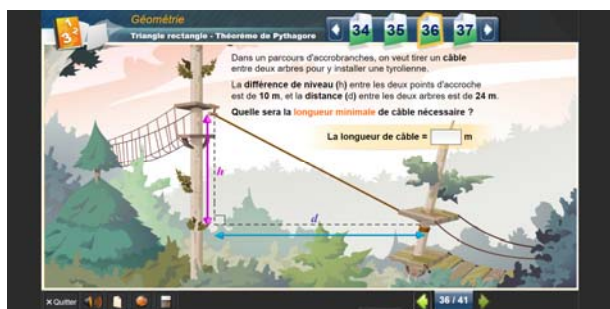 Géométrie
Triangle rectangle - Théorème de Pythagore
34 35 36 37
Dans un parcours d'accrobranches, on veut tirer un câble
entre deux arbres pour y installer une tyrolienne.
La différence de niveau (h) entre les deux points d'accroche
est de 10 m, et la distance (d) entre les deux arbres est de 24 m.
Quelle sera la longueur minimale de câble nécessaire ?
La longueur de câble = m
h
d
Quitter
36 / 41